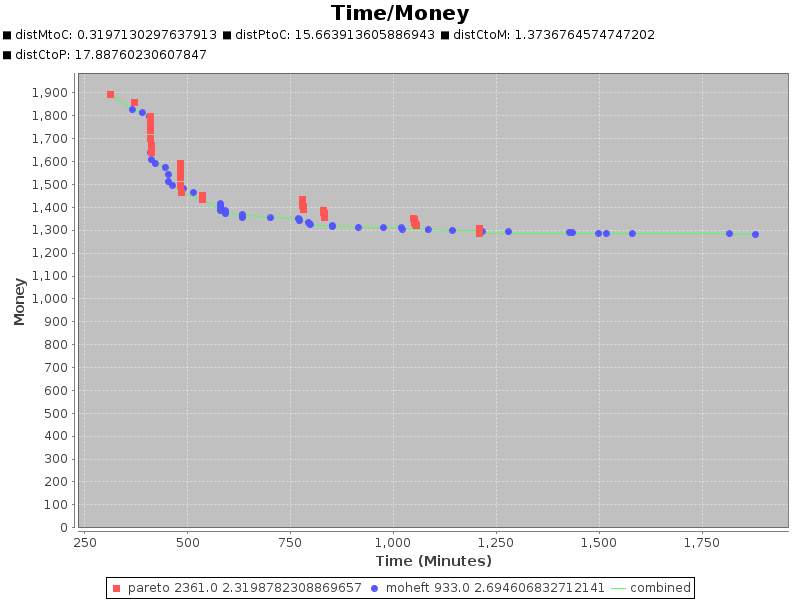 Time/Money
distMtoC: 0.3197130297637913 distPtoC: 15.663913605886943 distCtoM: 1.3736764574747202
distCtoP: 17.88760230607847
1,900
1,800
1,700
1,600
1,500
1,400
1,300
1,200
1,100
1,000
900
800
700
600
500
400
300
200
100
0
Money
250 500 750 1,000 1,250 1,500 1,750
Time (Minutes)
pareto 2361.0 2.3198782308869657 moheft 933.0 2.694606832712141 combined